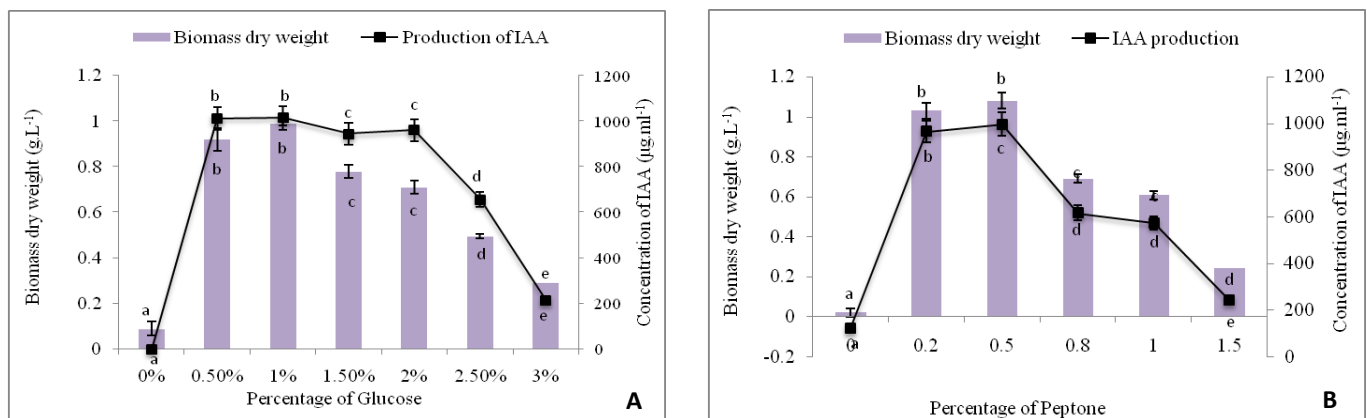 Biomass dry weight Production of IAA
Biomass dry weight (g.L-1)
1.2
1
0.8
0.6
0.4
0.2
0
1200
1000
800
600
400
200
0
Concentration of IAA (µg.ml-1)
a b b c c d e
a b b c c d e
0% 0.50% 1% 1.50% 2% 2.50% 3%
Percentage of Glucose
A
Biomass dry weight IAA production
Biomass dry weight (g.L-1)
1.2
1
0.8
0.6
0.4
0.2
0
-0.2
1200
1000
800
600
400
200
0
Concentration of IAA (µg.ml-1)
a b b c c d
a b c d d e
0 0.2 0.5 0.8 1 1.5
Percentage of Peptone
B